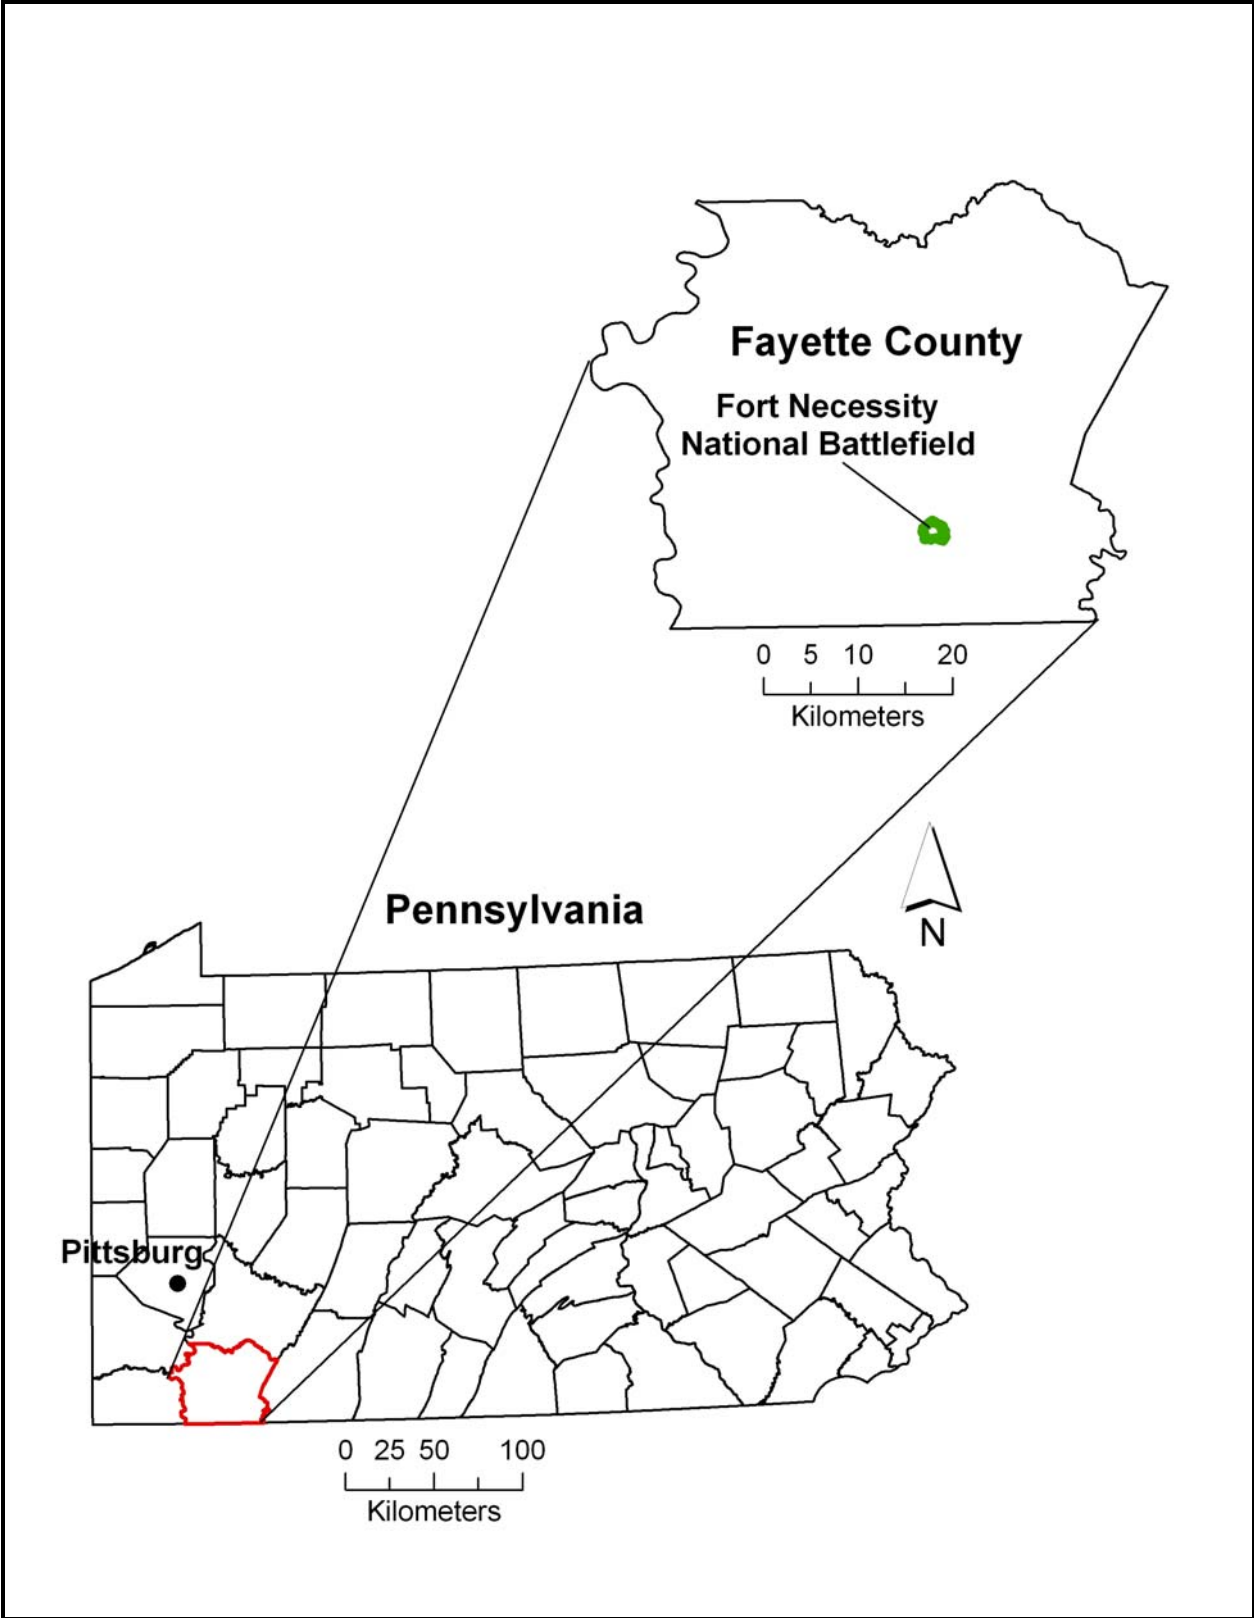 Fayette County
Fort Necessity
National Battlefield
0 5 10 20
Kilometers
N
Pennsylvania
Pittsburg
0 25 50 100
Kilometers